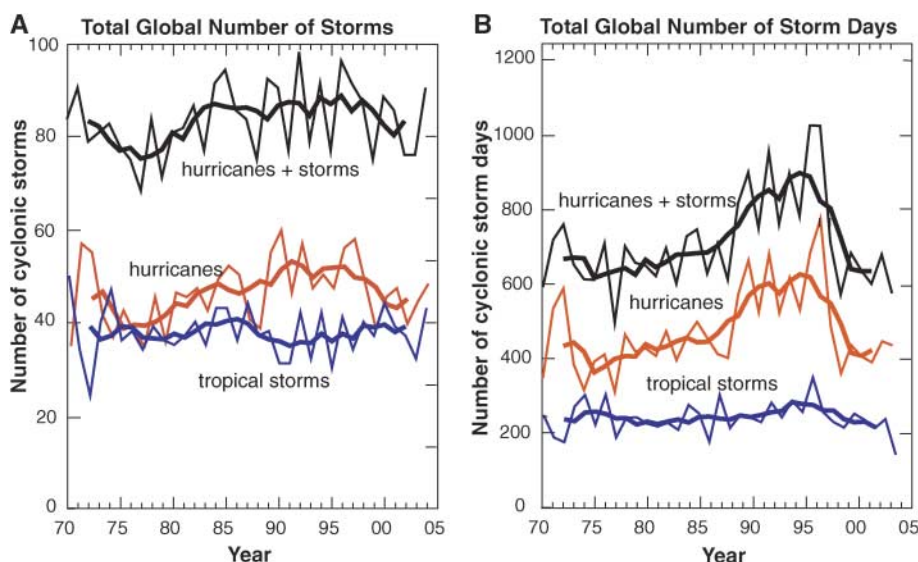 A
Total Global Number of Storms
100
80
60
40
20
0
Number of cyclonic storms
hurricanes + storms
hurricanes
tropical storms
70 75 80 85 90 95 00 05
Year
B
Total Global Number of Storm Days
1200
1000
800
600
400
200
0
Number of cyclonic storm days
hurricanes + storms
hurricanes
tropical storms
70 75 80 85 90 95 00 05
Year